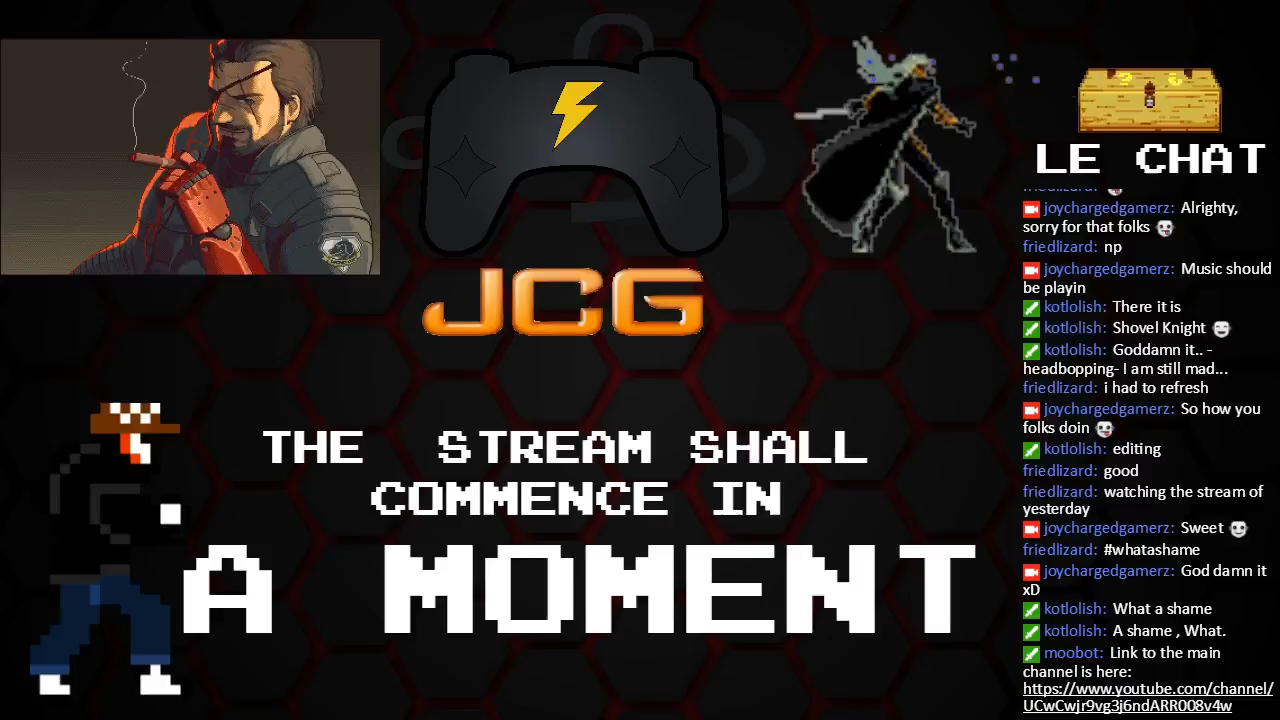 JCG
THE STREAM SHALL
COMMENCE IN
A MOMENT
LE CHAT
friedlizard:
joychargedgamerz: Alrighty,
sorry for that folks
friedlizard: np
joychargedgamerz: Music should
be playin
kotlolish: There it is
kotlolish: Shovel Knight
kotlolish: Goddamn it.. -
headbopping- I am still mad...
friedlizard: i had to refresh
joychargedgamerz: So how you
folks doin
kotlolish: editing
friedlizard: good
friedlizard: watching the stream of
yesterday
joychargedgamerz: Sweet
friedlizard: #whatashame
joychargedgamerz: God damn it
xD
kotlolish: What a shame
kotlolish: A shame , What.
moobot: Link to the main
channel is here:
https://www.youtube.com/channel/
UCwCwjr9vg3j6ndARR008v4w